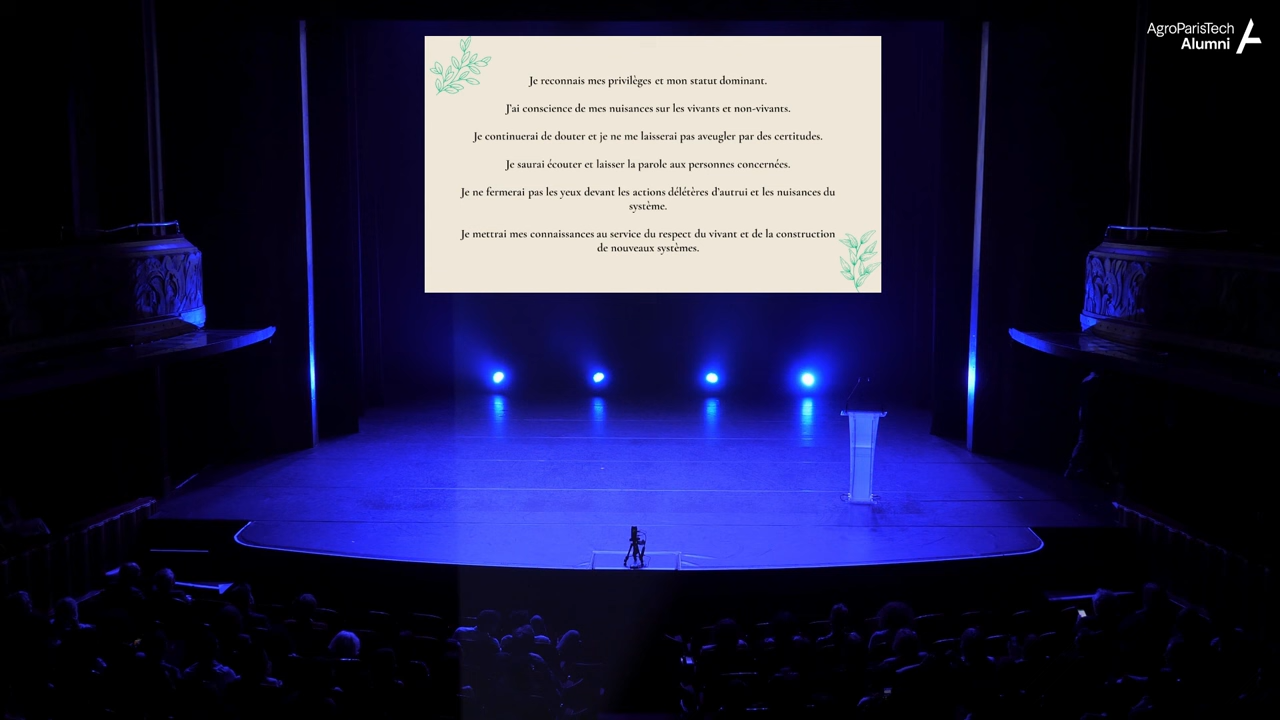 AgroParisTech
Alumni
Je reconnais mes privilèges et mon statut dominant.
J'ai conscience de mes nuisances sur les vivants et non-vivants.
Je continuerai de douter et je ne me laisserai pas aveugler par des certitudes.
Je saurai écouter et laisser la parole aux personnes concernées.
Je ne fermerai pas les yeux devant les actions délétères d'autrui et les nuisances du
système.
Je mettrai mes connaissances au service du respect du vivant et de la construction
de nouveaux systèmes.